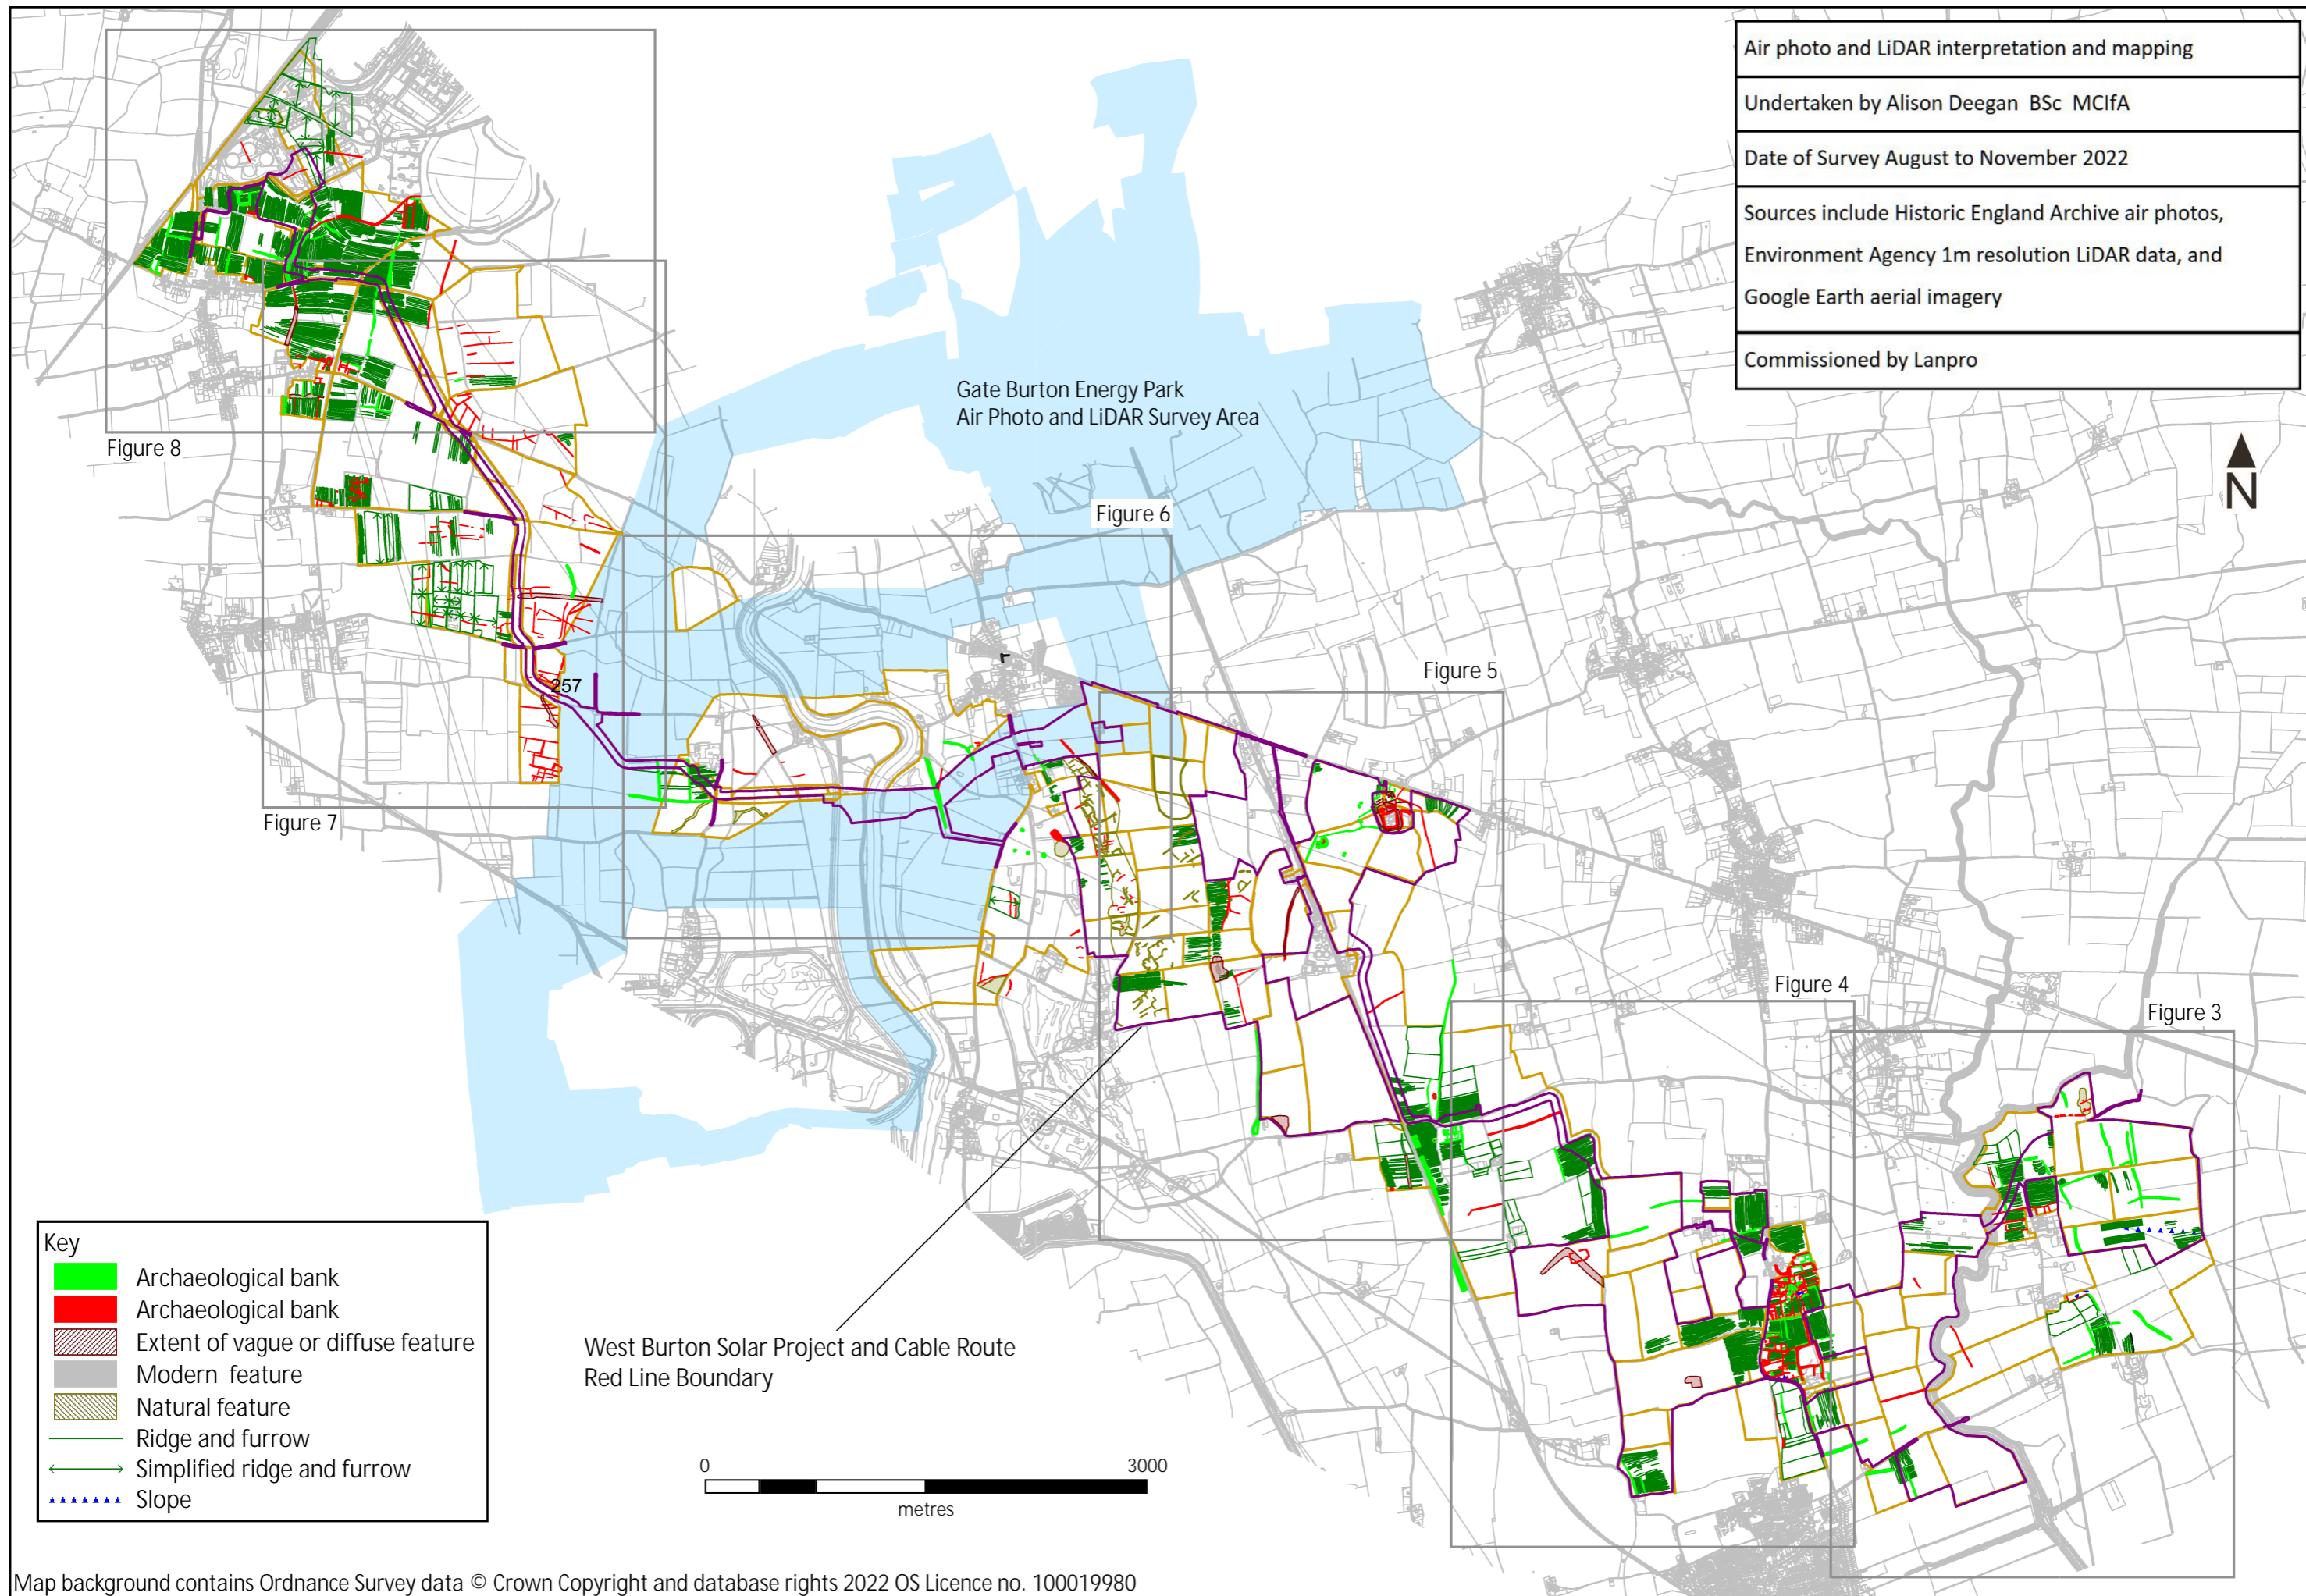 Air photo and LiDAR interpretation and mapping
Undertaken by Alison Deegan  BSc  MCIfA
Date of Survey August to November 2022
Sources include Historic England Archive air photos,
Environment Agency 1m resolution LiDAR data, and
Google Earth aerial imagery
Commissioned by Lanpro
Gate Burton Energy Park
Air Photo and LiDAR Survey Area
N
Figure 8
Figure 6
Figure 5
257
Figure 7
Figure 4
Figure 3
Key
Archaeological bank
Archaeological bank
Extent of vague or diffuse feature
Modern  feature
Natural feature
Ridge and furrow
Simplified ridge and furrow
Slope
West Burton Solar Project and Cable Route
Red Line Boundary
0 3000
metres
Map background contains Ordnance Survey data © Crown Copyright and database rights 2022 OS Licence no. 100019980